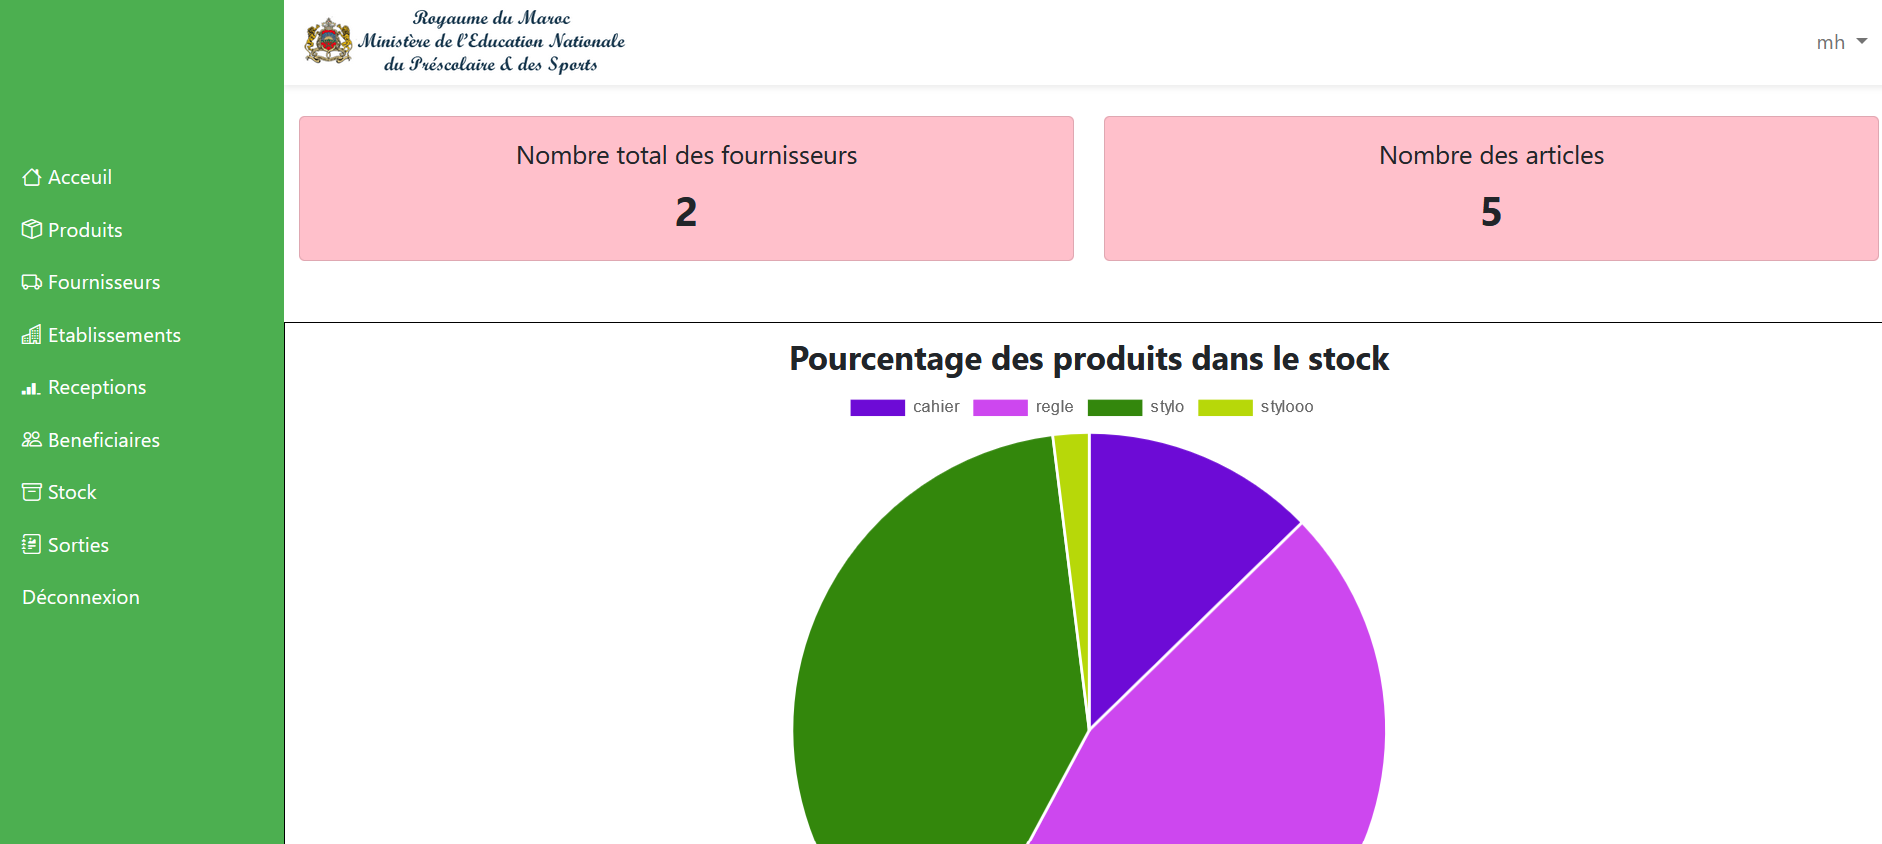 Royaume du Maroc
Ministère de l'Education Nationale
du Préscolaire & des Sports
mh
Acceuil
Produits
Fournisseurs
Etablissements
Receptions
Beneficiaires
Stock
Sorties
Déconnexion
Nombre total des fournisseurs
2
Nombre des articles
5
Pourcentage des produits dans le stock
cahier regle stylo stylooo